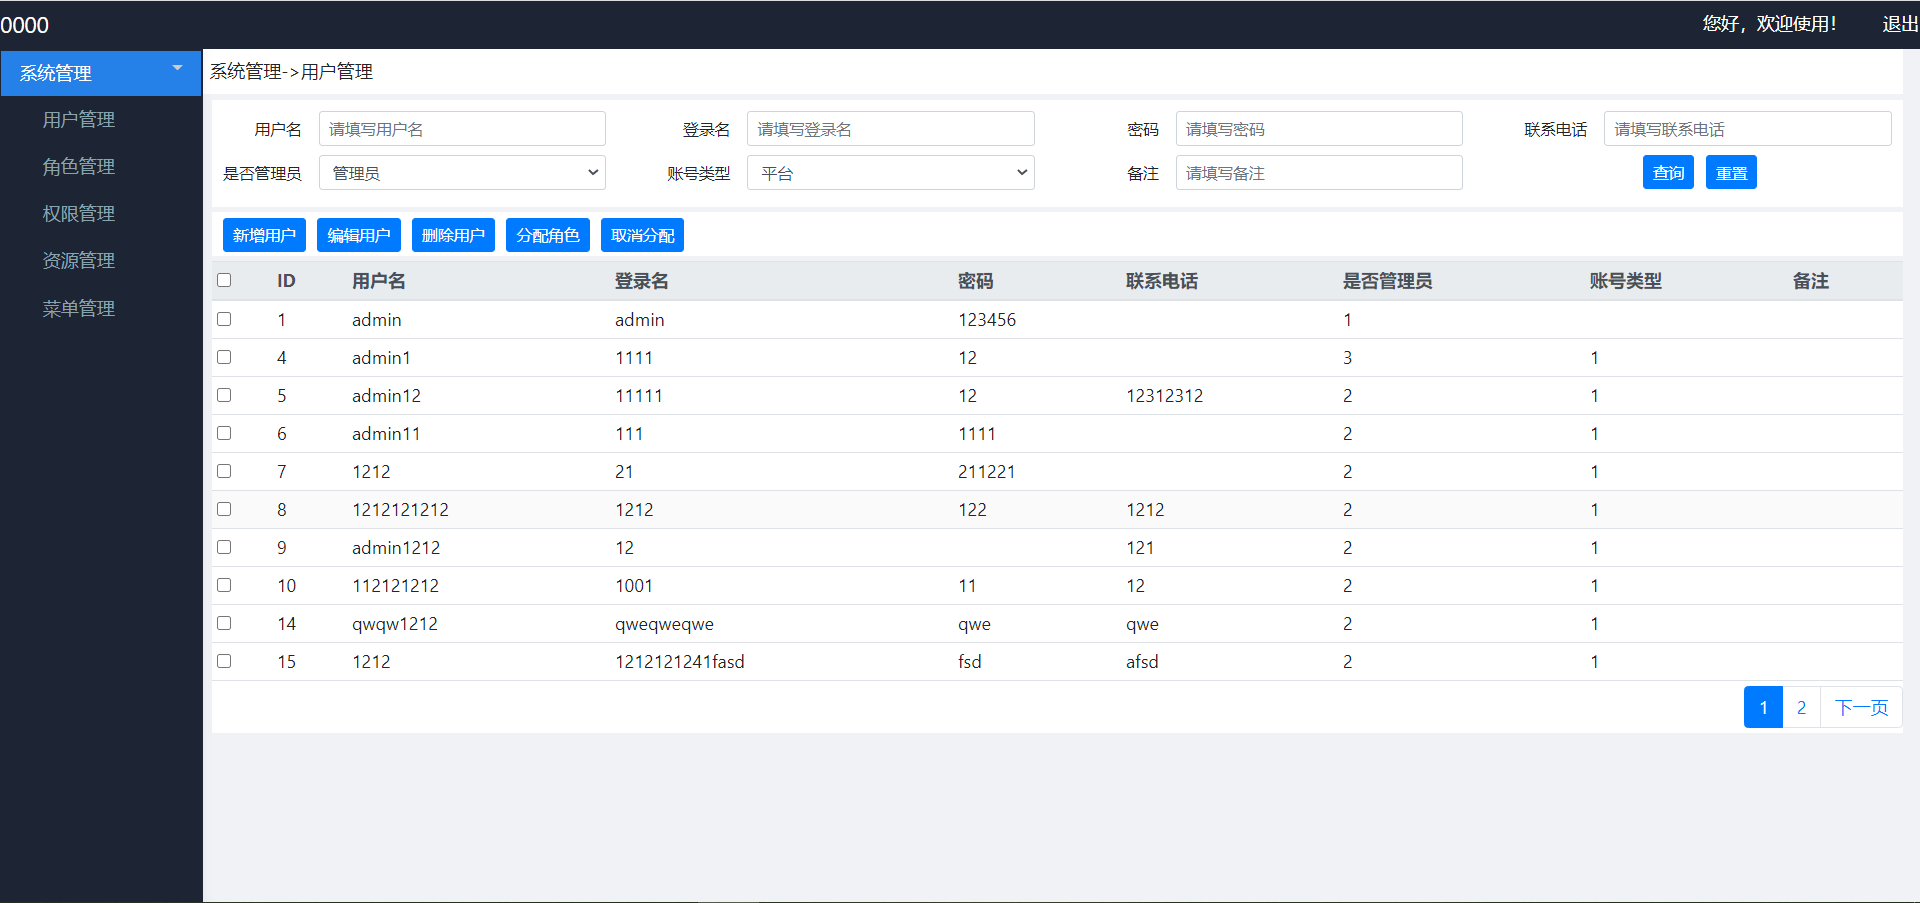 0000 您好，欢迎使用！ 退出
系统管理
用户管理
角色管理
权限管理
资源管理
菜单管理
系统管理->用户管理
用户名 请填写用户名 登录名 请填写登录名 密码 请填写密码 联系电话 请填写联系电话
是否管理员 管理员 账号类型 平台 备注 请填写备注 查询 重置
新增用户 编辑用户 删除用户 分配角色 取消分配
ID 用户名 登录名 密码 联系电话 是否管理员 账号类型 备注
1 admin admin 123456 1
4 admin1 1111 12 3 1
5 admin12 11111 12 12312312 2 1
6 admin11 111 1111 2 1
7 1212 21 211221 2 1
8 1212121212 1212 122 1212 2 1
9 admin1212 12 121 2 1
10 112121212 1001 11 12 2 1
14 qwqw1212 qweqweqwe qwe qwe 2 1
15 1212 1212121241fasd fsd afsd 2 1
1 2 下一页